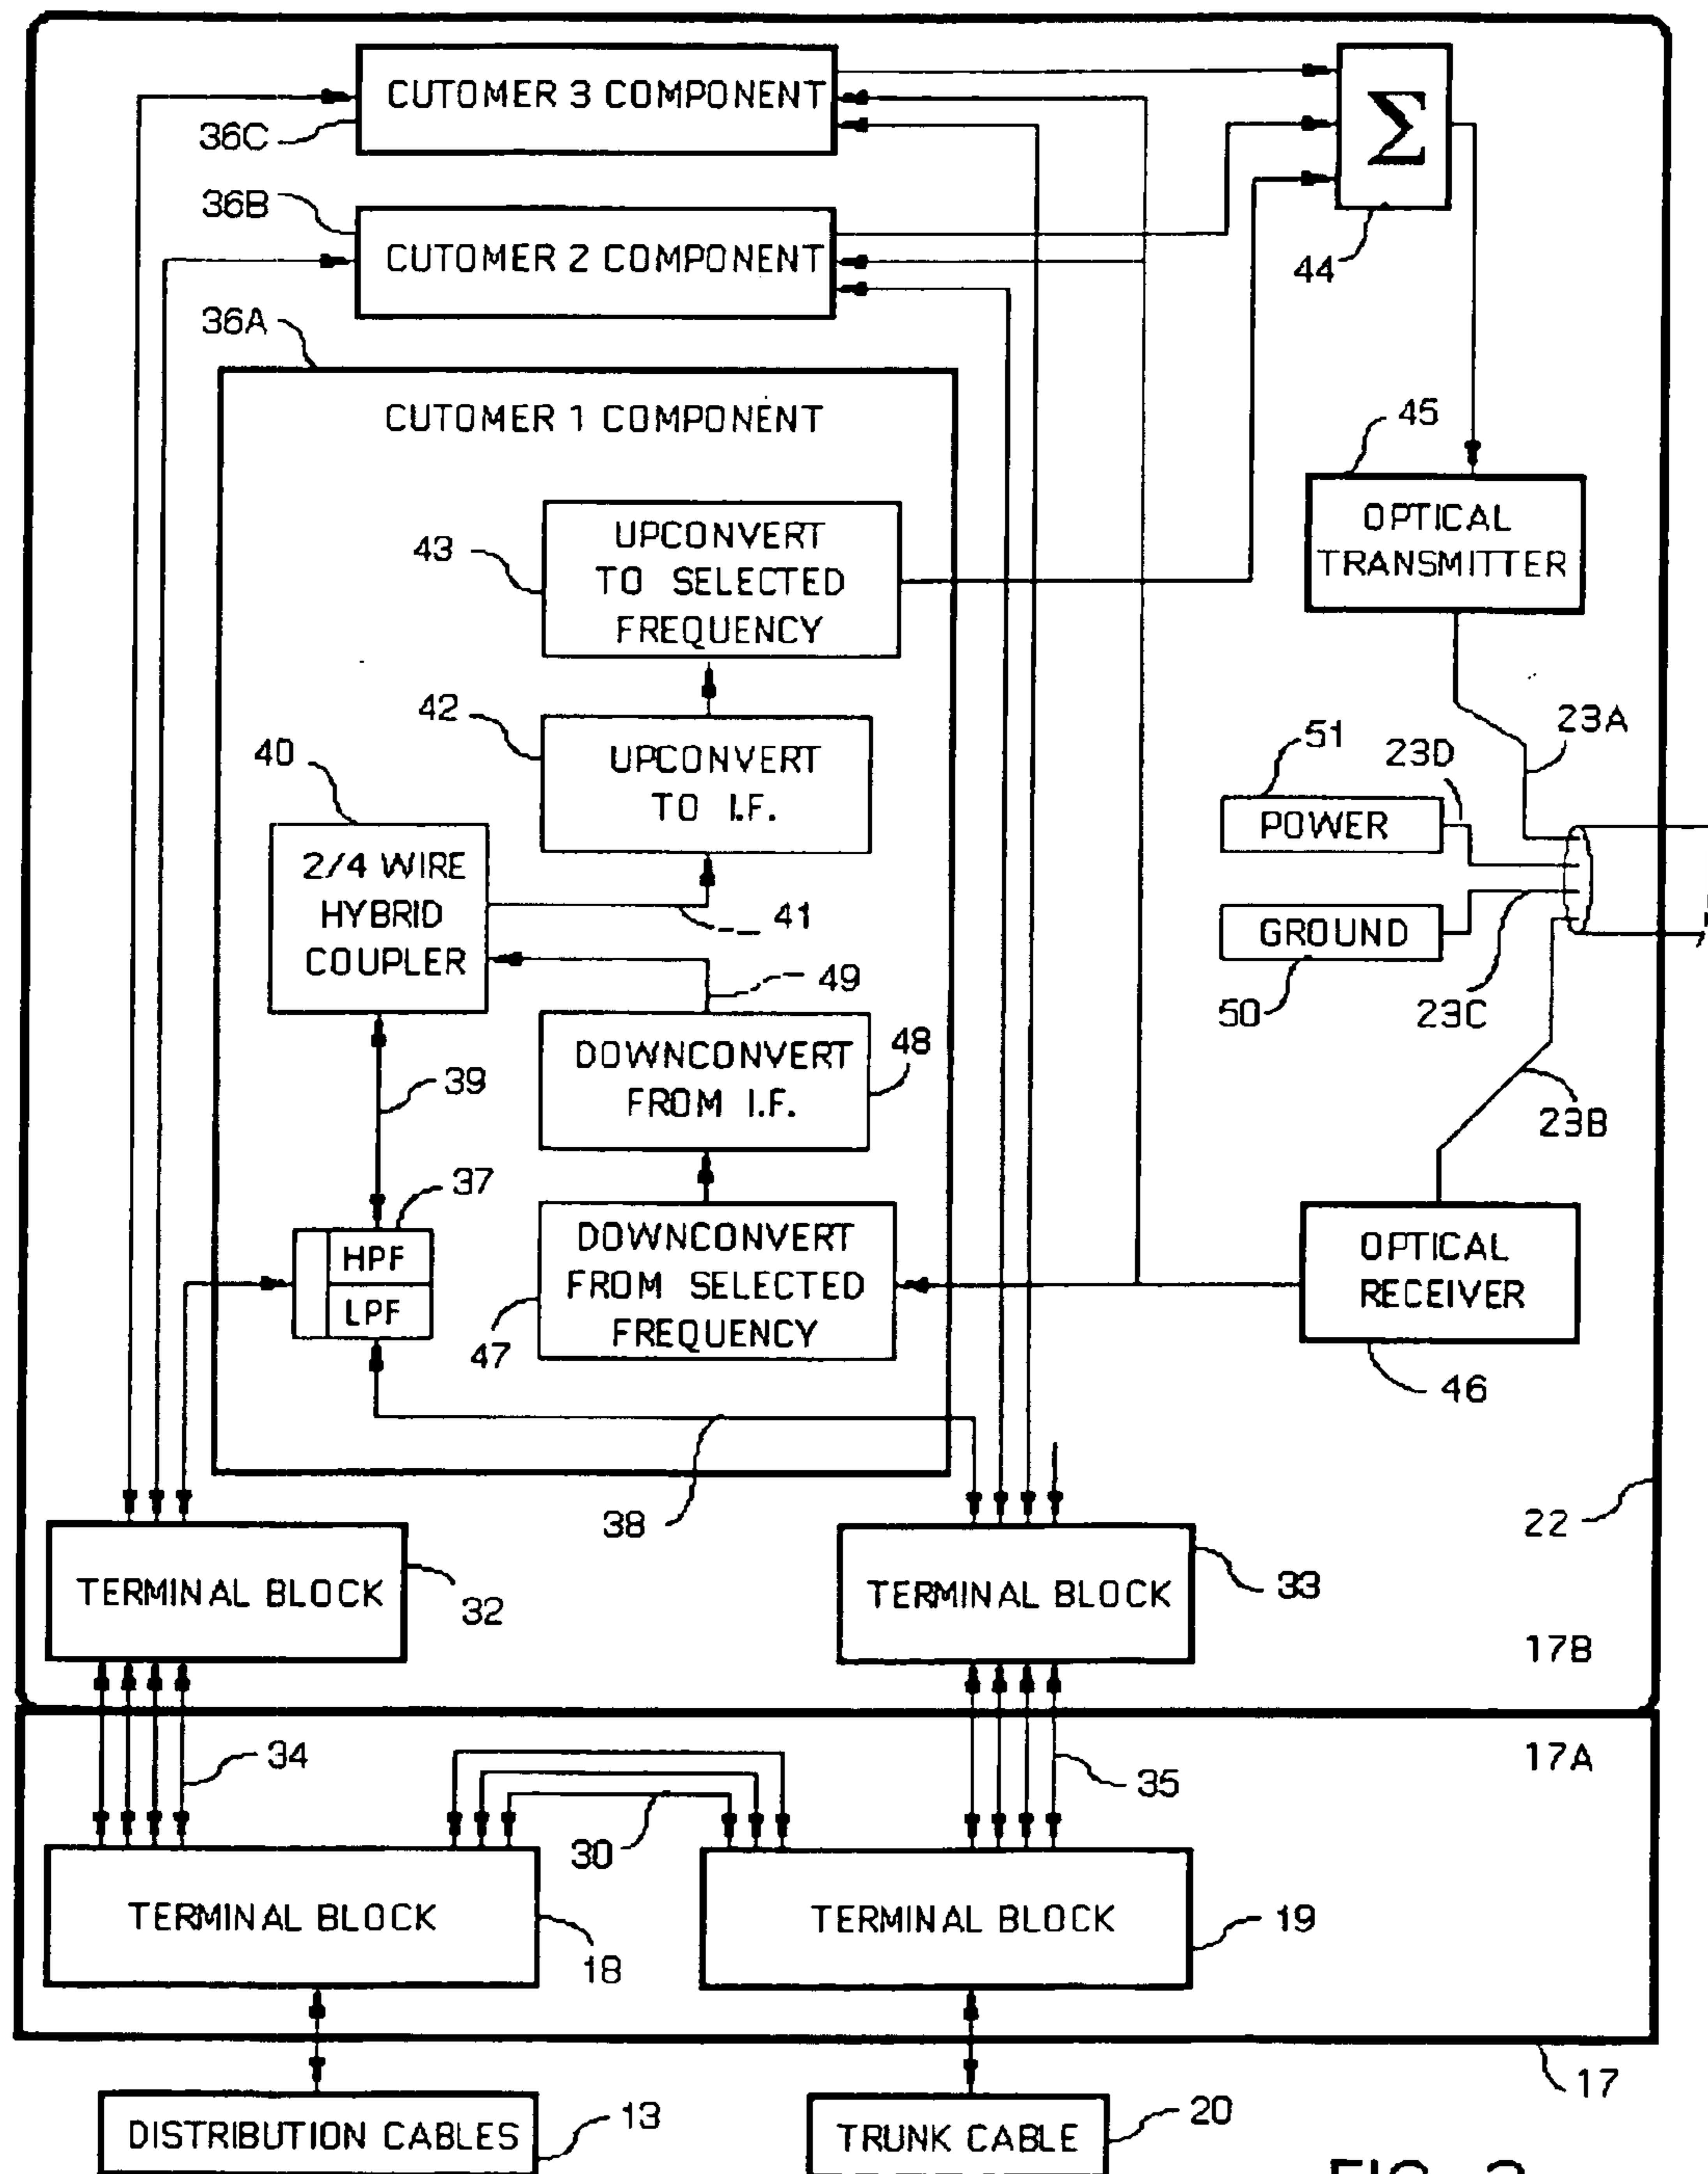 CUTOMER 3 COMPONENT
36C
Σ
44
36B
CUTOMER 2 COMPONENT
36A
CUTOMER 1 COMPONENT
45
OPTICAL
TRANSMITTER
43
UPCONVERT
TO SELECTED
FREQUENCY
42
UPCONVERT
TO I.F.
23A
51
23D
POWER
40
2/4 WIRE
HYBRID
COUPLER
41
GROUND
50
23C
49
48
DOWNCONVERT
FROM I.F.
39
23B
37
HPF
LPF
DOWNCONVERT
FROM SELECTED
FREQUENCY
47
OPTICAL
RECEIVER
46
38
22
TERMINAL BLOCK
32
TERMINAL BLOCK
33
17B
17A
34
35
30
TERMINAL BLOCK
18
TERMINAL BLOCK
19
17
DISTRIBUTION CABLES
13
TRUNK CABLE
20